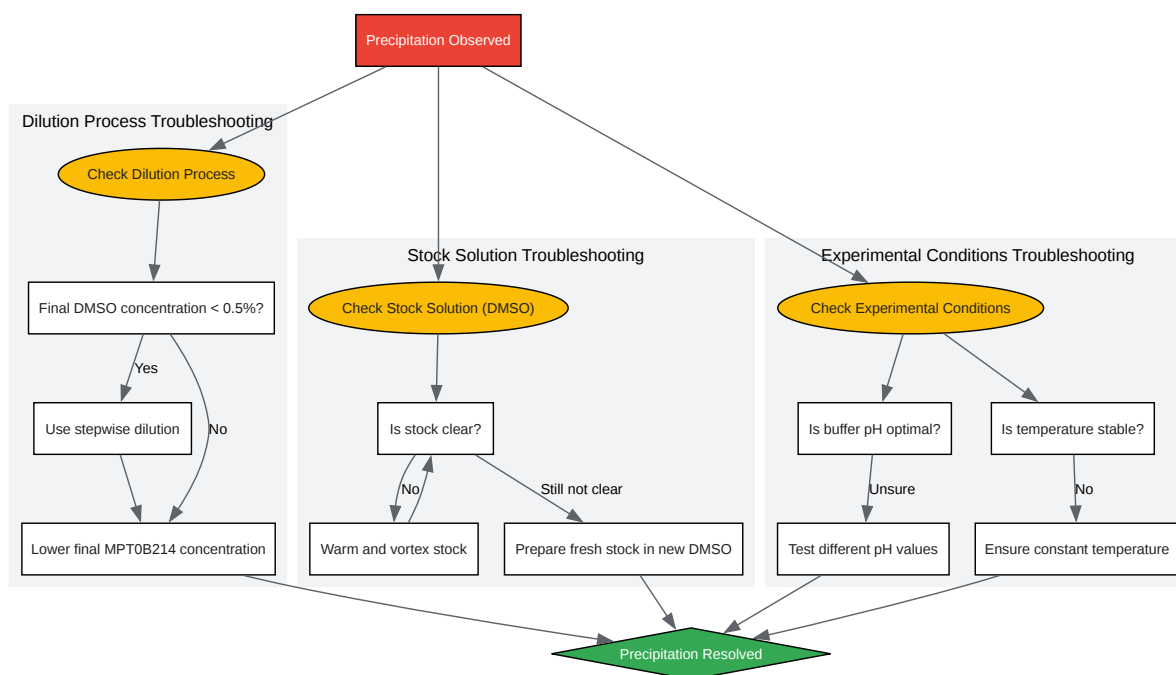 Precipitation Observed
Dilution Process Troubleshooting
Check Dilution Process
Final DMSO concentration < 0.5%?
Yes
No
Use stepwise dilution
Lower final MPT0B214 concentration
Stock Solution Troubleshooting
Check Stock Solution (DMSO)
Is stock clear?
No
Still not clear
Warm and vortex stock
Prepare fresh stock in new DMSO
Experimental Conditions Troubleshooting
Check Experimental Conditions
Is buffer pH optimal?
Is temperature stable?
Unsure
No
Test different pH values
Ensure constant temperature
Precipitation Resolved